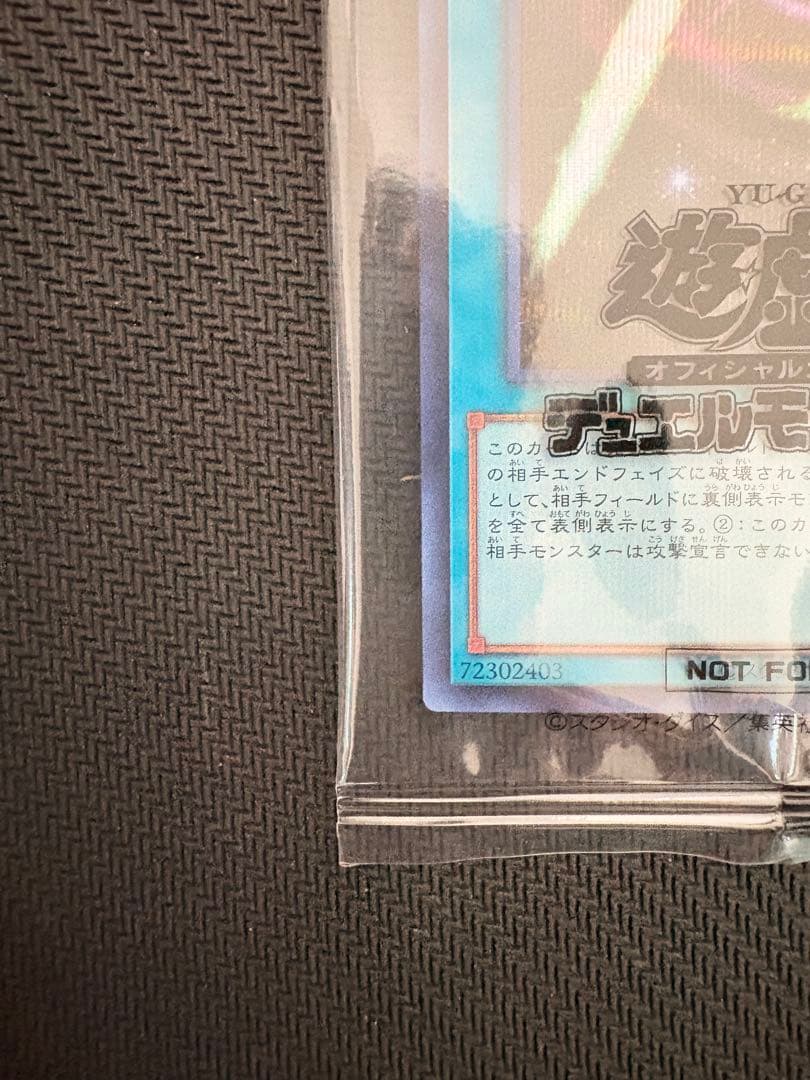 YU-G
遊戯
オフィシャル
デュエルモ
このカ
の相手エンドフェイズに破壊される
として、相手フィールドに裏側表示モ
を全て表側表示にする。②:このカ
相手モンスターは攻撃宣言できない
72302403
NOT FO
©スタジオ・ダイス/集英社